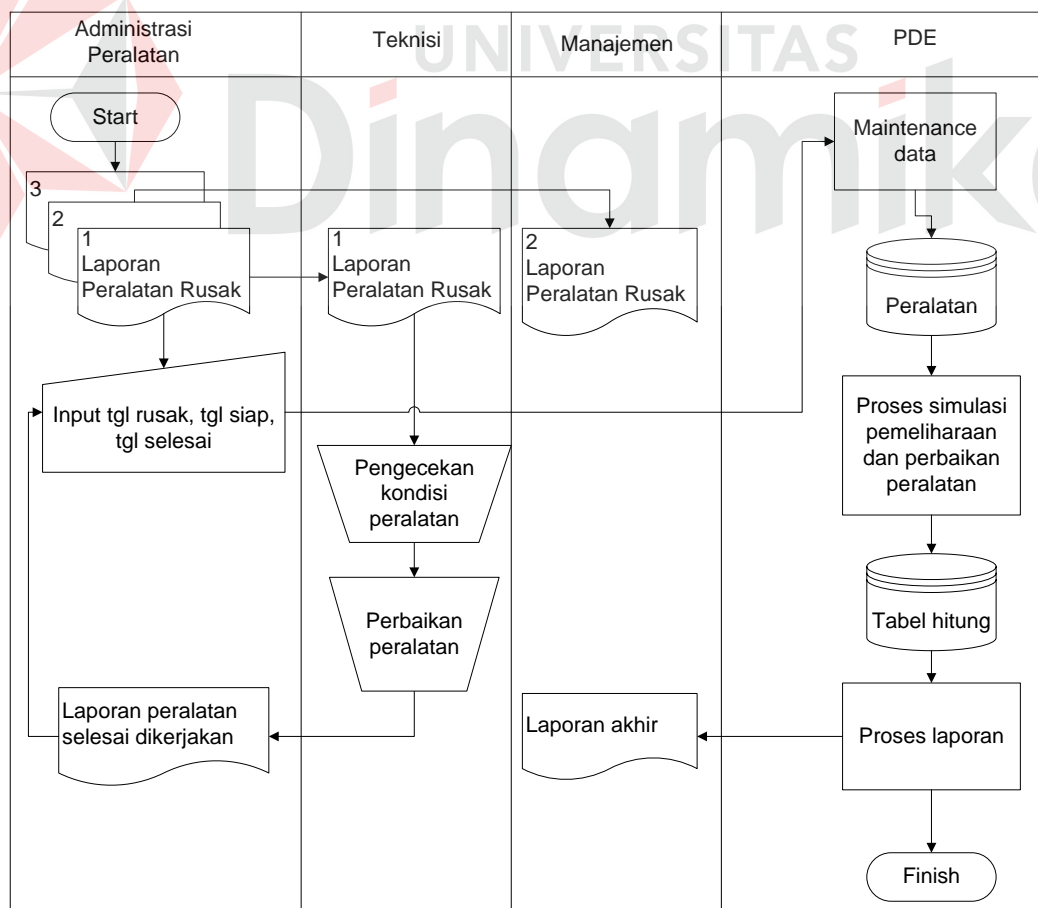 Administrasi
Peralatan
Teknisi
Manajemen
PDE
UNIVERSITAS
Dinamika
Start
3
2
1
Laporan
Peralatan Rusak
1
Laporan
Peralatan Rusak
2
Laporan
Peralatan Rusak
Maintenance
data
Peralatan
Input tgl rusak, tgl siap,
tgl selesai
Pengecekan
kondisi
peralatan
Proses simulasi
pemeliharaan
dan perbaikan
peralatan
Perbaikan
peralatan
Tabel hitung
Laporan peralatan
selesai dikerjakan
Laporan akhir
Proses laporan
Finish